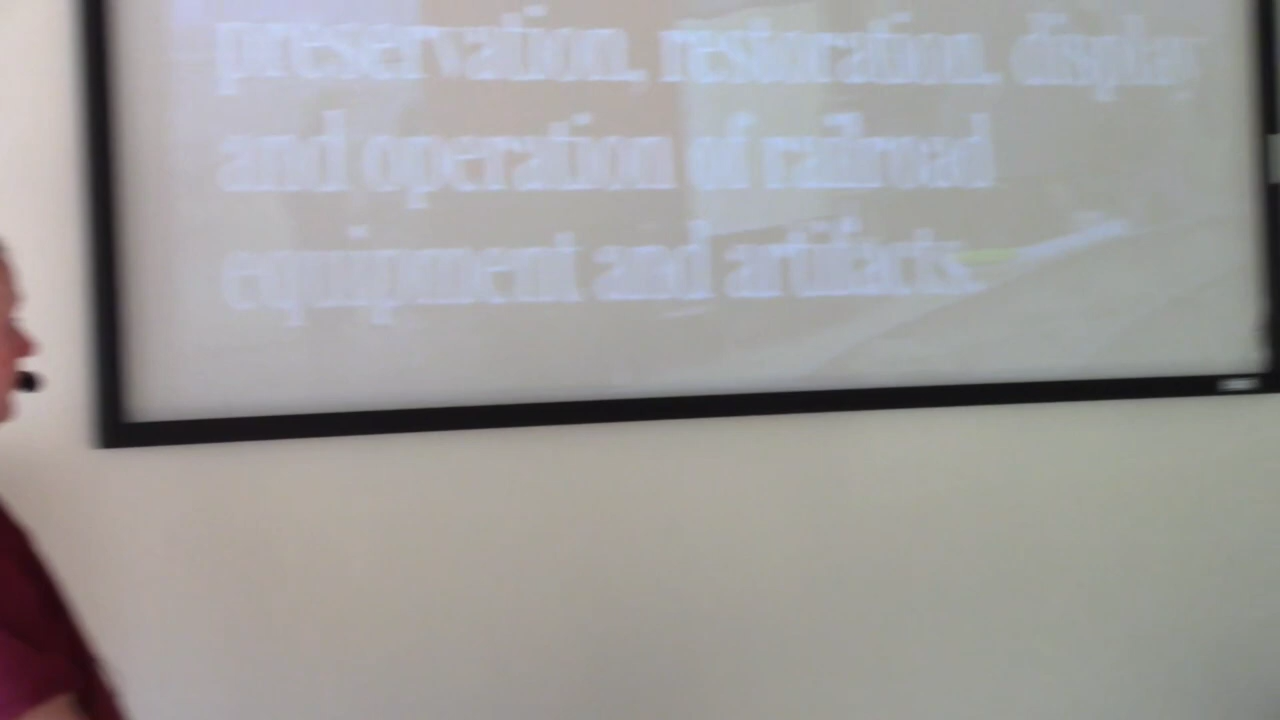 preservation, restoration, display
and operation of railroad
equipment and artifacts.